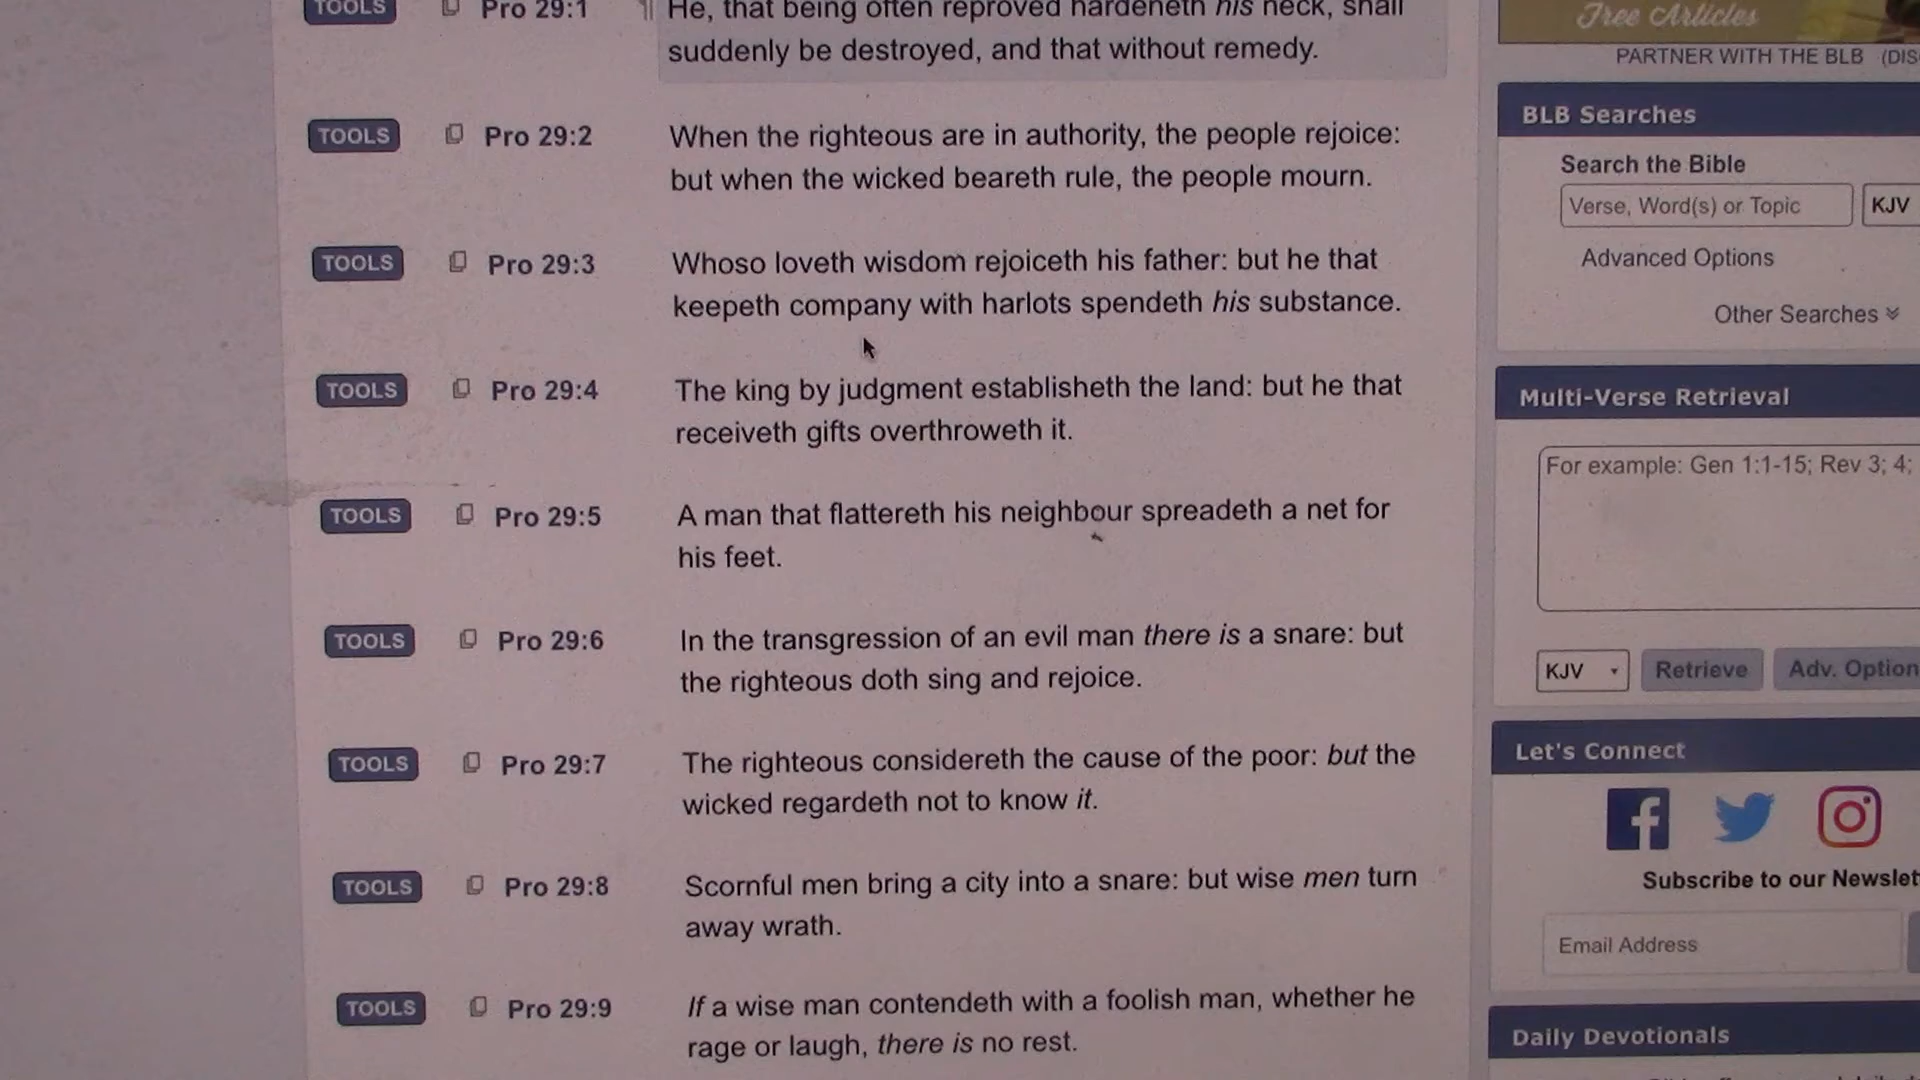 TOOLS Pro 29:1 ¶ He, that being often reproved hardeneth his neck, shall
suddenly be destroyed, and that without remedy.
TOOLS Pro 29:2 When the righteous are in authority, the people rejoice:
but when the wicked beareth rule, the people mourn.
TOOLS Pro 29:3 Whoso loveth wisdom rejoiceth his father: but he that
keepeth company with harlots spendeth his substance.
TOOLS Pro 29:4 The king by judgment establisheth the land: but he that
receiveth gifts overthroweth it.
TOOLS Pro 29:5 A man that flattereth his neighbour spreadeth a net for
his feet.
TOOLS Pro 29:6 In the transgression of an evil man there is a snare: but
the righteous doth sing and rejoice.
TOOLS Pro 29:7 The righteous considereth the cause of the poor: but the
wicked regardeth not to know it.
TOOLS Pro 29:8 Scornful men bring a city into a snare: but wise men turn
away wrath.
TOOLS Pro 29:9 If a wise man contendeth with a foolish man, whether he
rage or laugh, there is no rest.
Free Articles
PARTNER WITH THE BLB (DIS
BLB Searches
Search the Bible
Verse, Word(s) or Topic KJV
Advanced Options
Other Searches
Multi-Verse Retrieval
For example: Gen 1:1-15; Rev 3; 4;
KJV Retrieve Adv. Option
Let's Connect
Subscribe to our Newslet
Email Address
Daily Devotionals